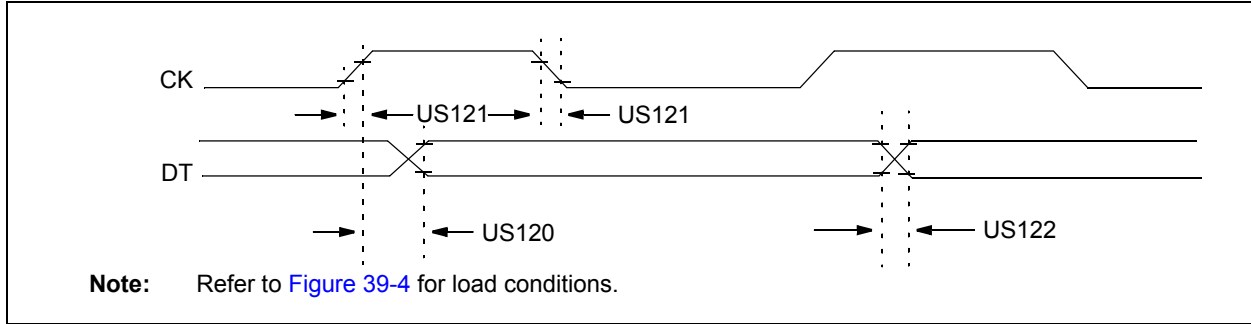 CK
US121
US121
DT
US120
US122
Note: Refer to Figure 39-4 for load conditions.